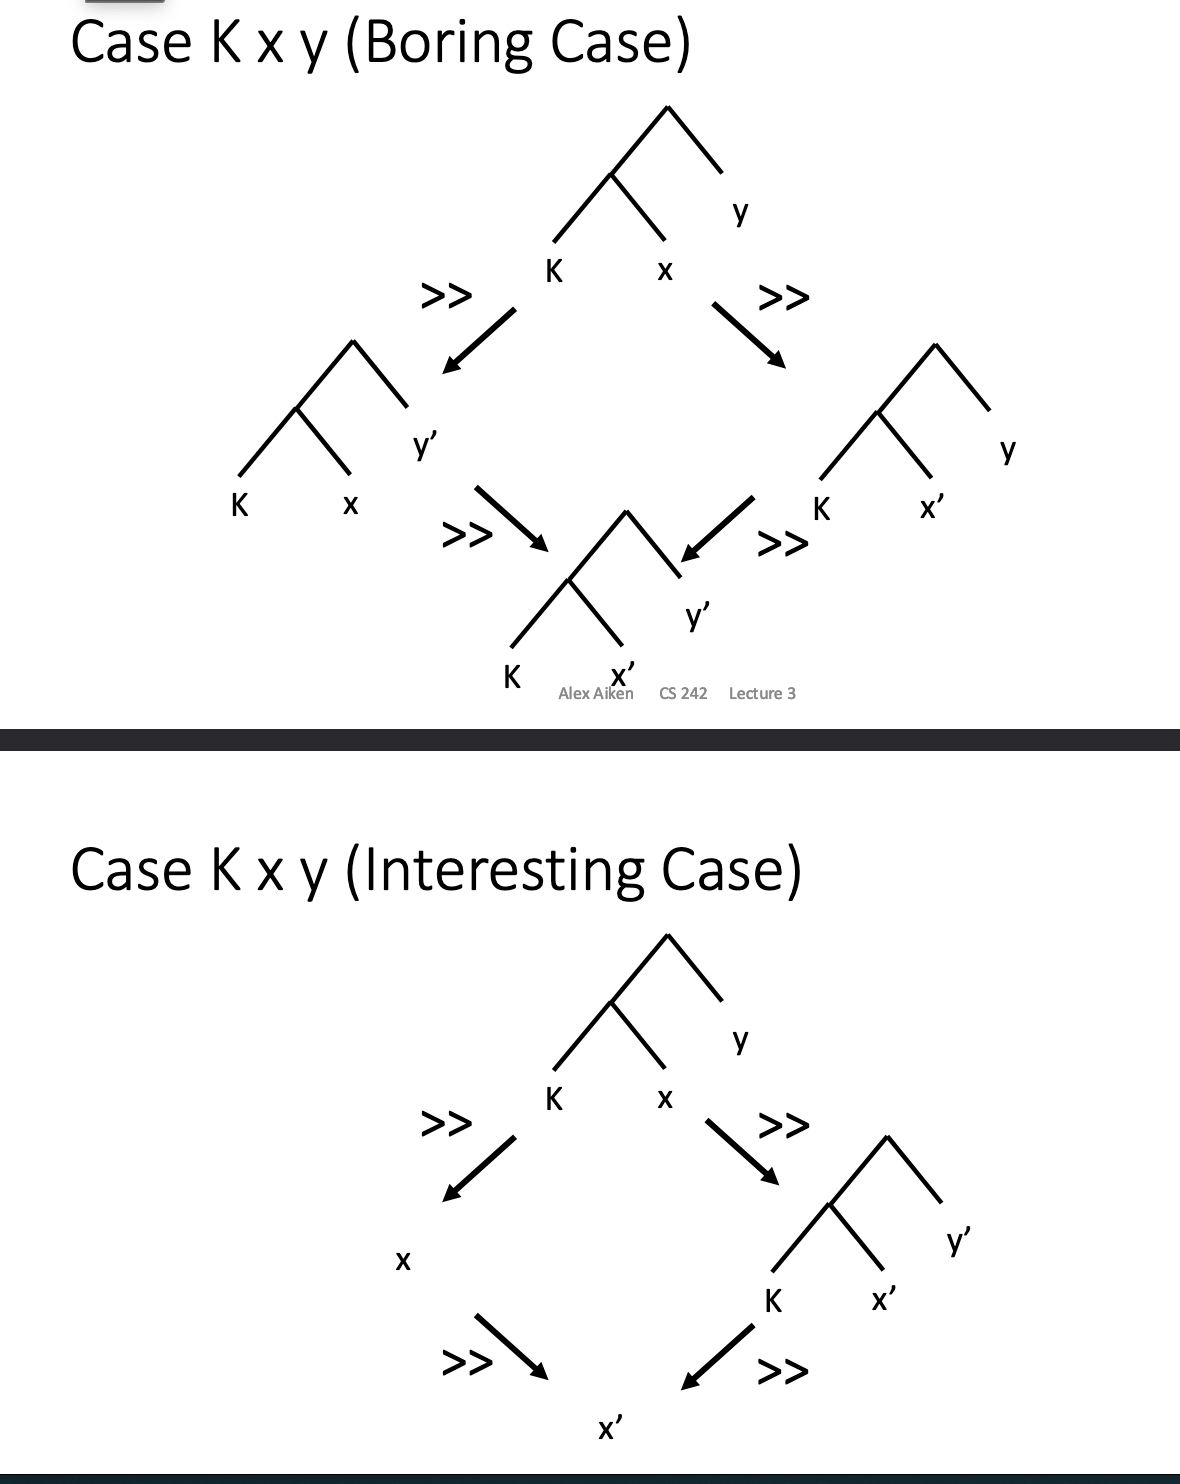 Case K x y (Boring Case)
y
K x
>> >>
y’ y
K x K x’
>> >>
y’
K x’
Alex Aiken CS 242 Lecture 3
Case K x y (Interesting Case)
y
K x
>> >>
y’
x
K x’
>> >>
x’